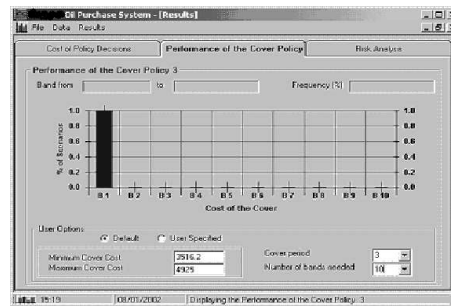 Oil Purchase System - [Results]
File Data Results
Cost of Policy Decisions Performance of the Cover Policy Risk Analysis
Performance of the Cover Policy 3
Band from to Frequency (%)
1.0 1.0
0.8 0.8
0.6 0.6
0.4 0.4
0.2 0.2
0.0 0.0
% of Scenarios
B 1 B 2 B 3 B 4 B 5 B 6 B 7 B 8 B 9 B 10
Cost of the Cover
User Options
Default User Specified
Minimum Cover Cost 3516.2
Maximum Cover Cost 4925
Cover period 3
Number of bands needed 10
15:19 08/01/2002 Displaying the Performance of the Cover Policy: 3